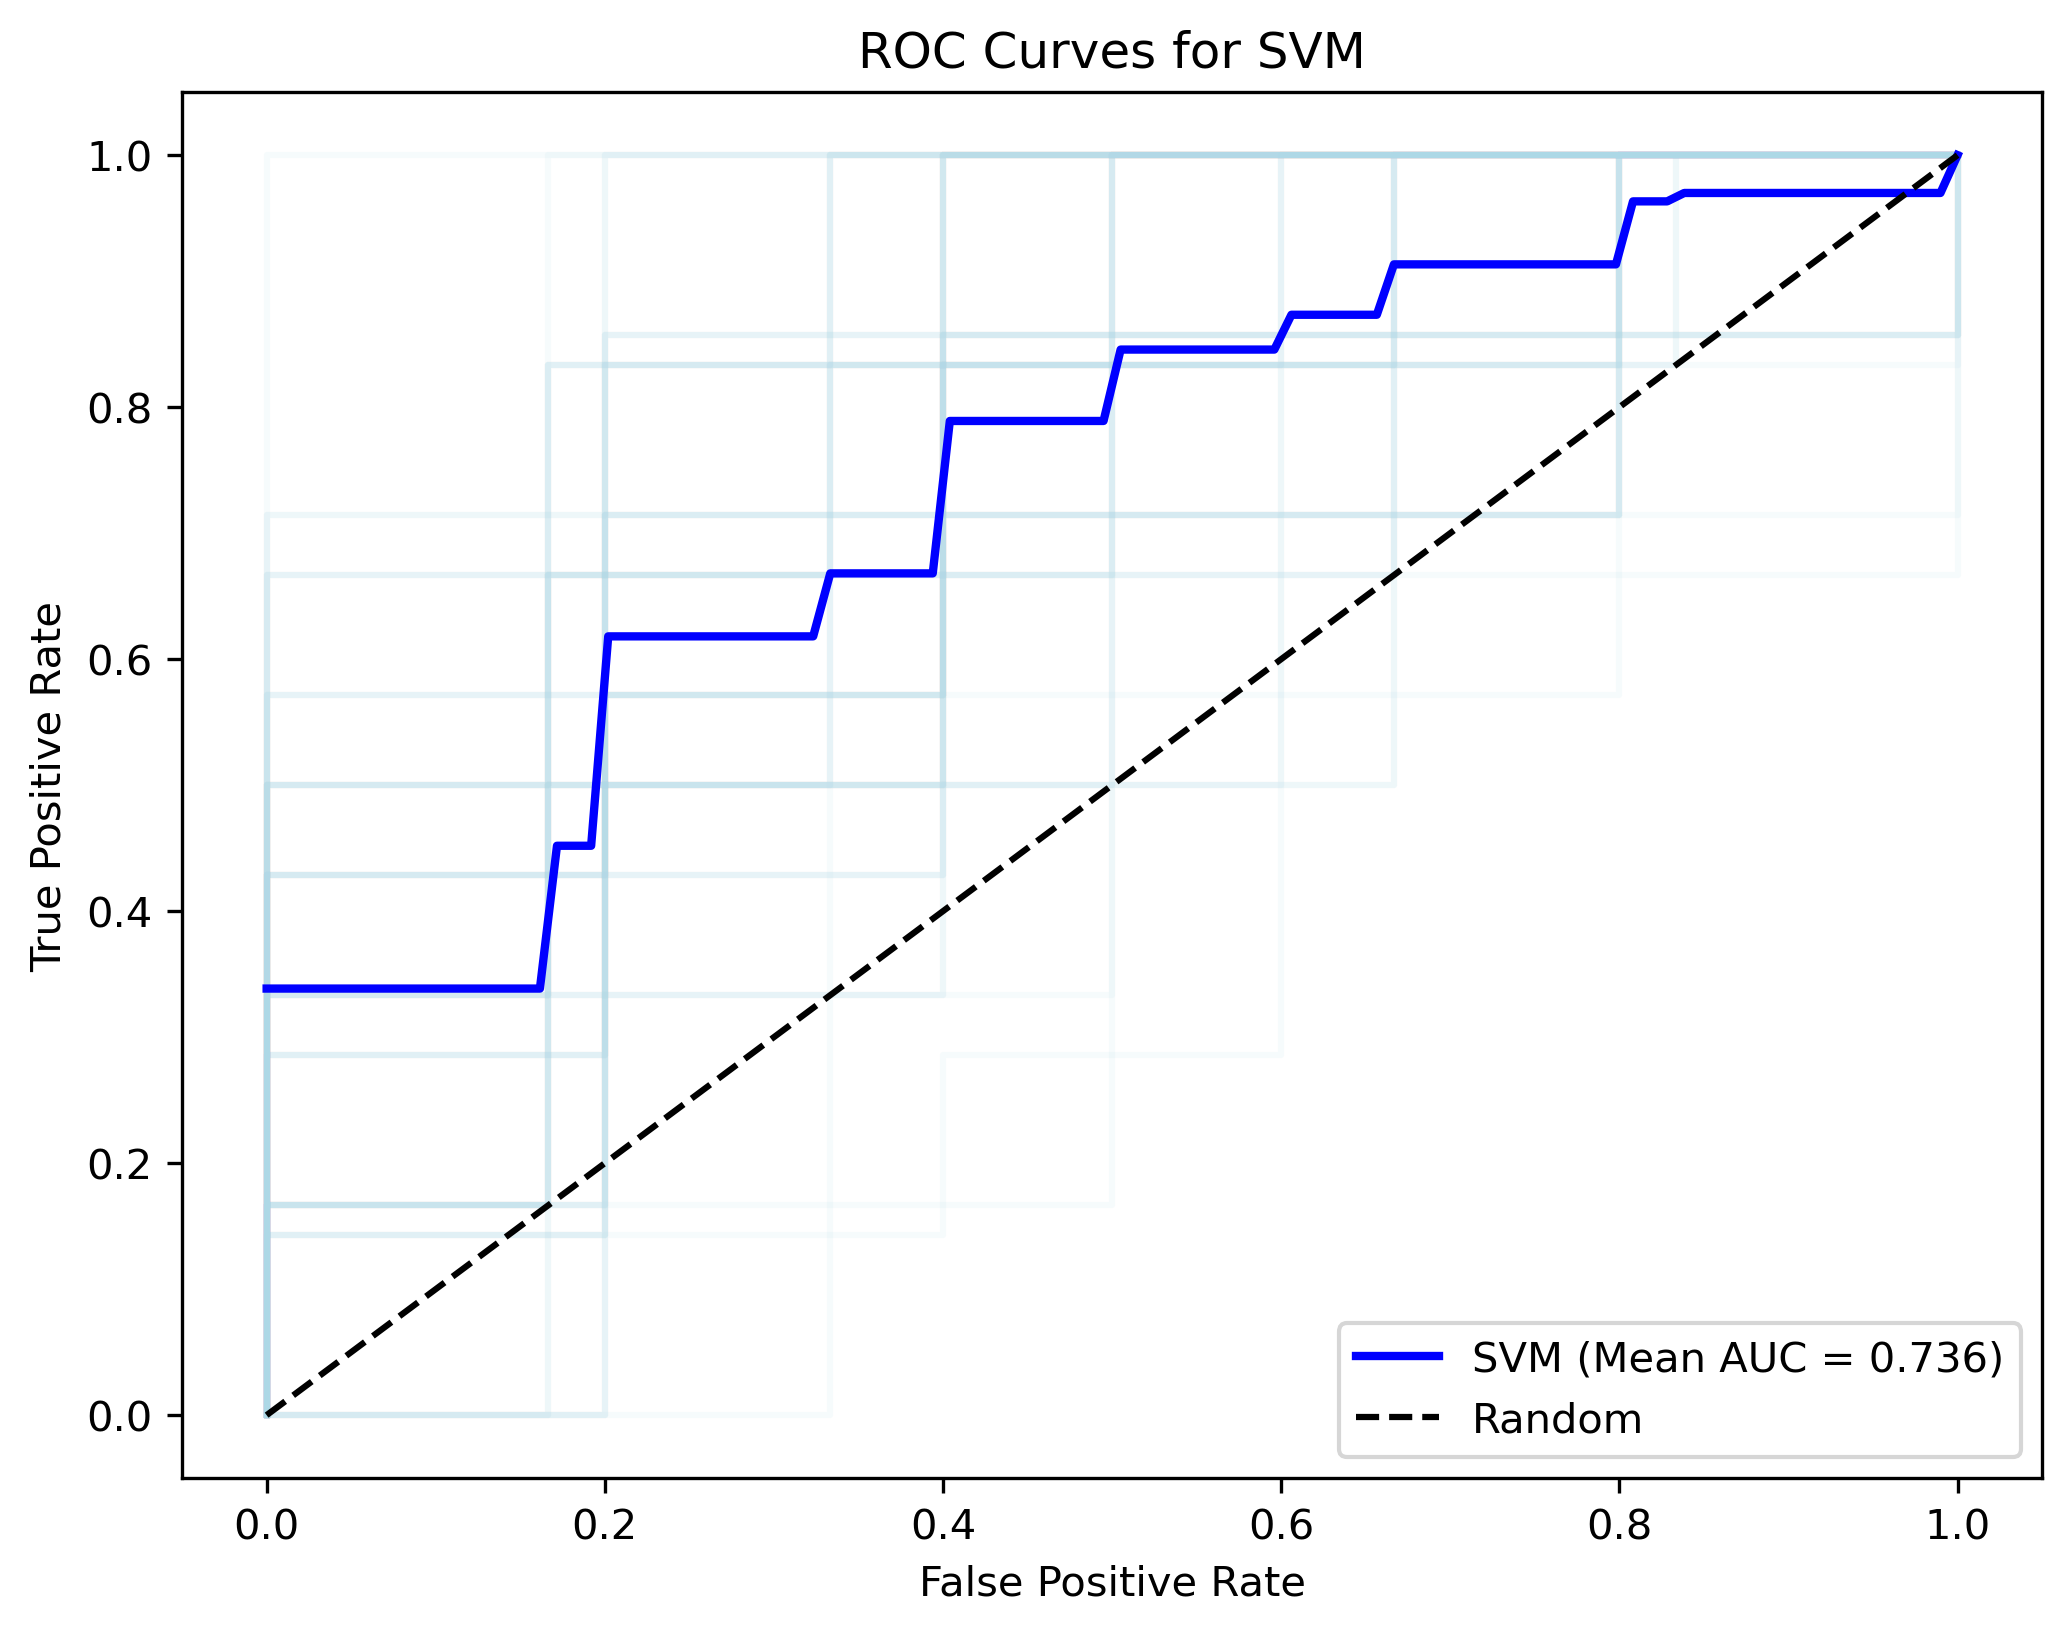 ROC Curves for SVM
True Positive Rate
1.0
0.8
0.6
0.4
0.2
0.0
SVM (Mean AUC = 0.736)
Random
0.0 0.2 0.4 0.6 0.8 1.0
False Positive Rate